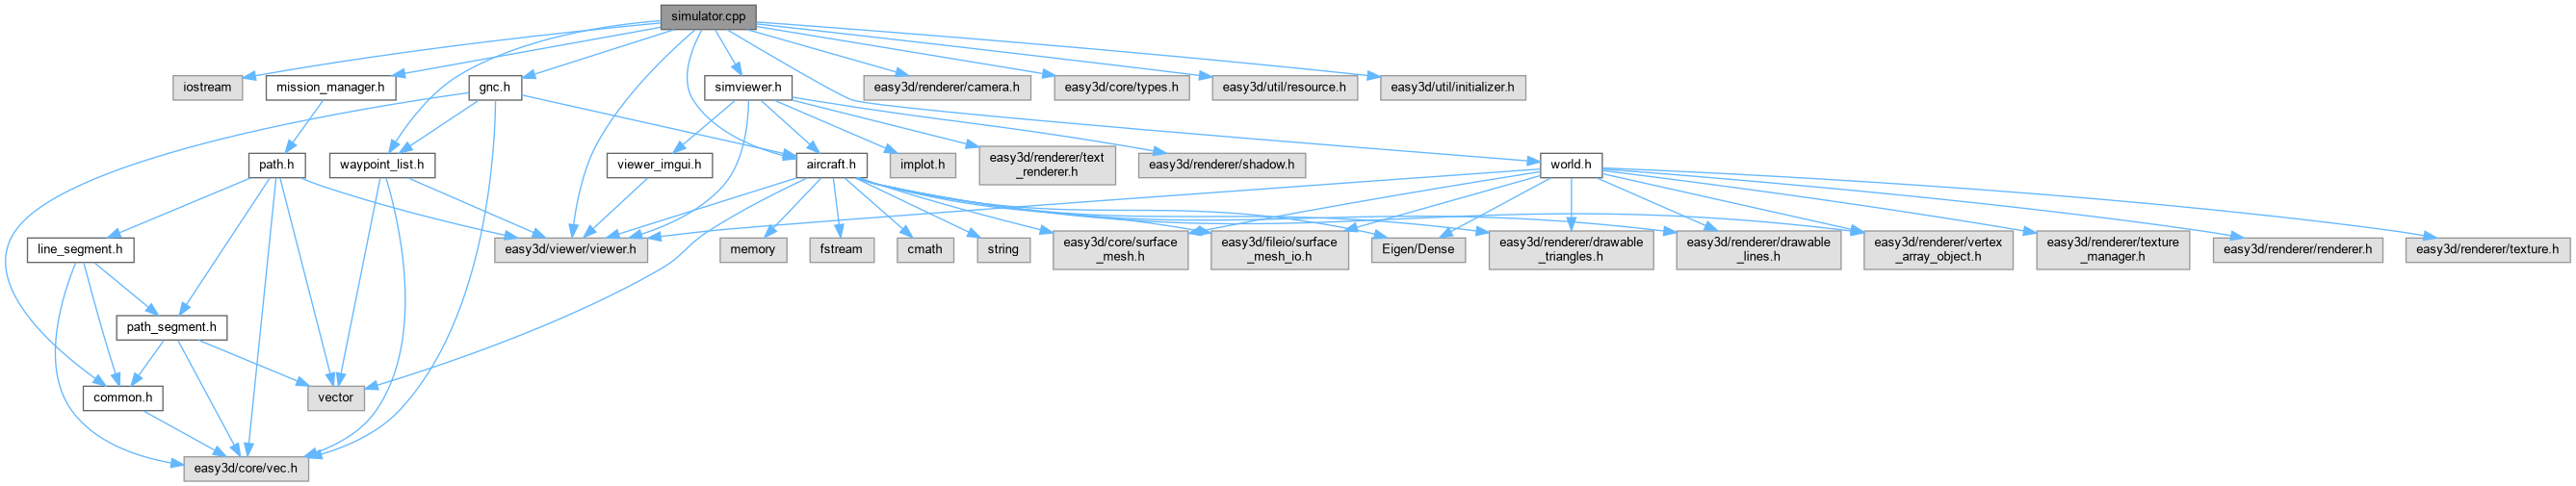 simulator.cpp
iostream
mission_manager.h
gnc.h
simviewer.h
easy3d/renderer/camera.h
easy3d/core/types.h
easy3d/util/resource.h
easy3d/util/initializer.h
path.h
waypoint_list.h
viewer_imgui.h
aircraft.h
implot.h
easy3d/renderer/text
_renderer.h
easy3d/renderer/shadow.h
world.h
line_segment.h
easy3d/viewer/viewer.h
memory
fstream
cmath
string
easy3d/core/surface
_mesh.h
easy3d/fileio/surface
_mesh_io.h
Eigen/Dense
easy3d/renderer/drawable
_triangles.h
easy3d/renderer/drawable
_lines.h
easy3d/renderer/vertex
_array_object.h
easy3d/renderer/texture
_manager.h
easy3d/renderer/renderer.h
easy3d/renderer/texture.h
path_segment.h
common.h
vector
easy3d/core/vec.h